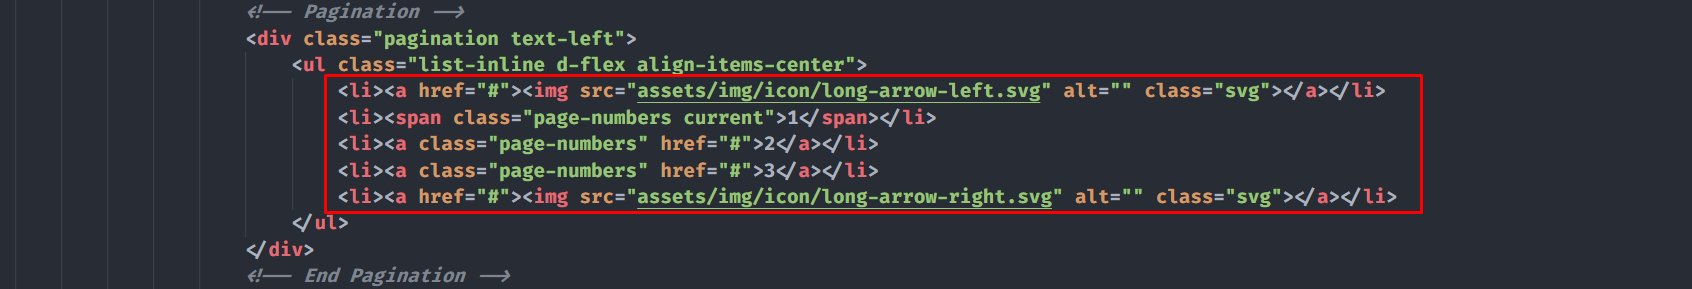 <!-- Pagination -->
<div class="pagination text-left">
<ul class="list-inline d-flex align-items-center">
<li><a href="#"><img src="assets/img/icon/long-arrow-left.svg" alt="" class="svg"></a></li>
<li><span class="page-numbers current">1</span></li>
<li><a class="page-numbers" href="#">2</a></li>
<li><a class="page-numbers" href="#">3</a></li>
<li><a href="#"><img src="assets/img/icon/long-arrow-right.svg" alt="" class="svg"></a></li>
</ul>
</div>
<!-- End Pagination -->